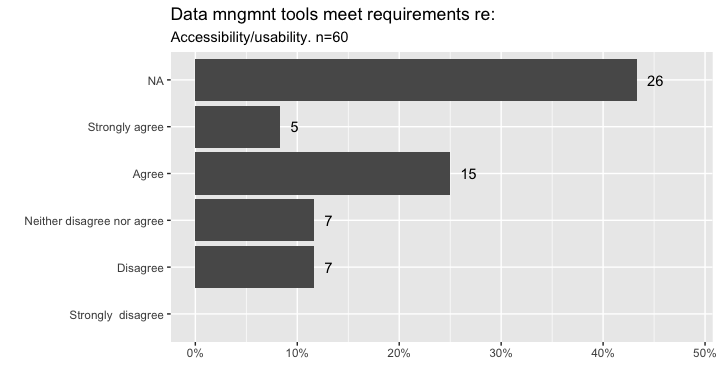 Data mngmnt tools meet requirements re:
Accessibility/usability. n=60
NA 26
Strongly agree 5
Agree 15
Neither disagree nor agree 7
Disagree 7
Strongly  disagree
0% 10% 20% 30% 40% 50%